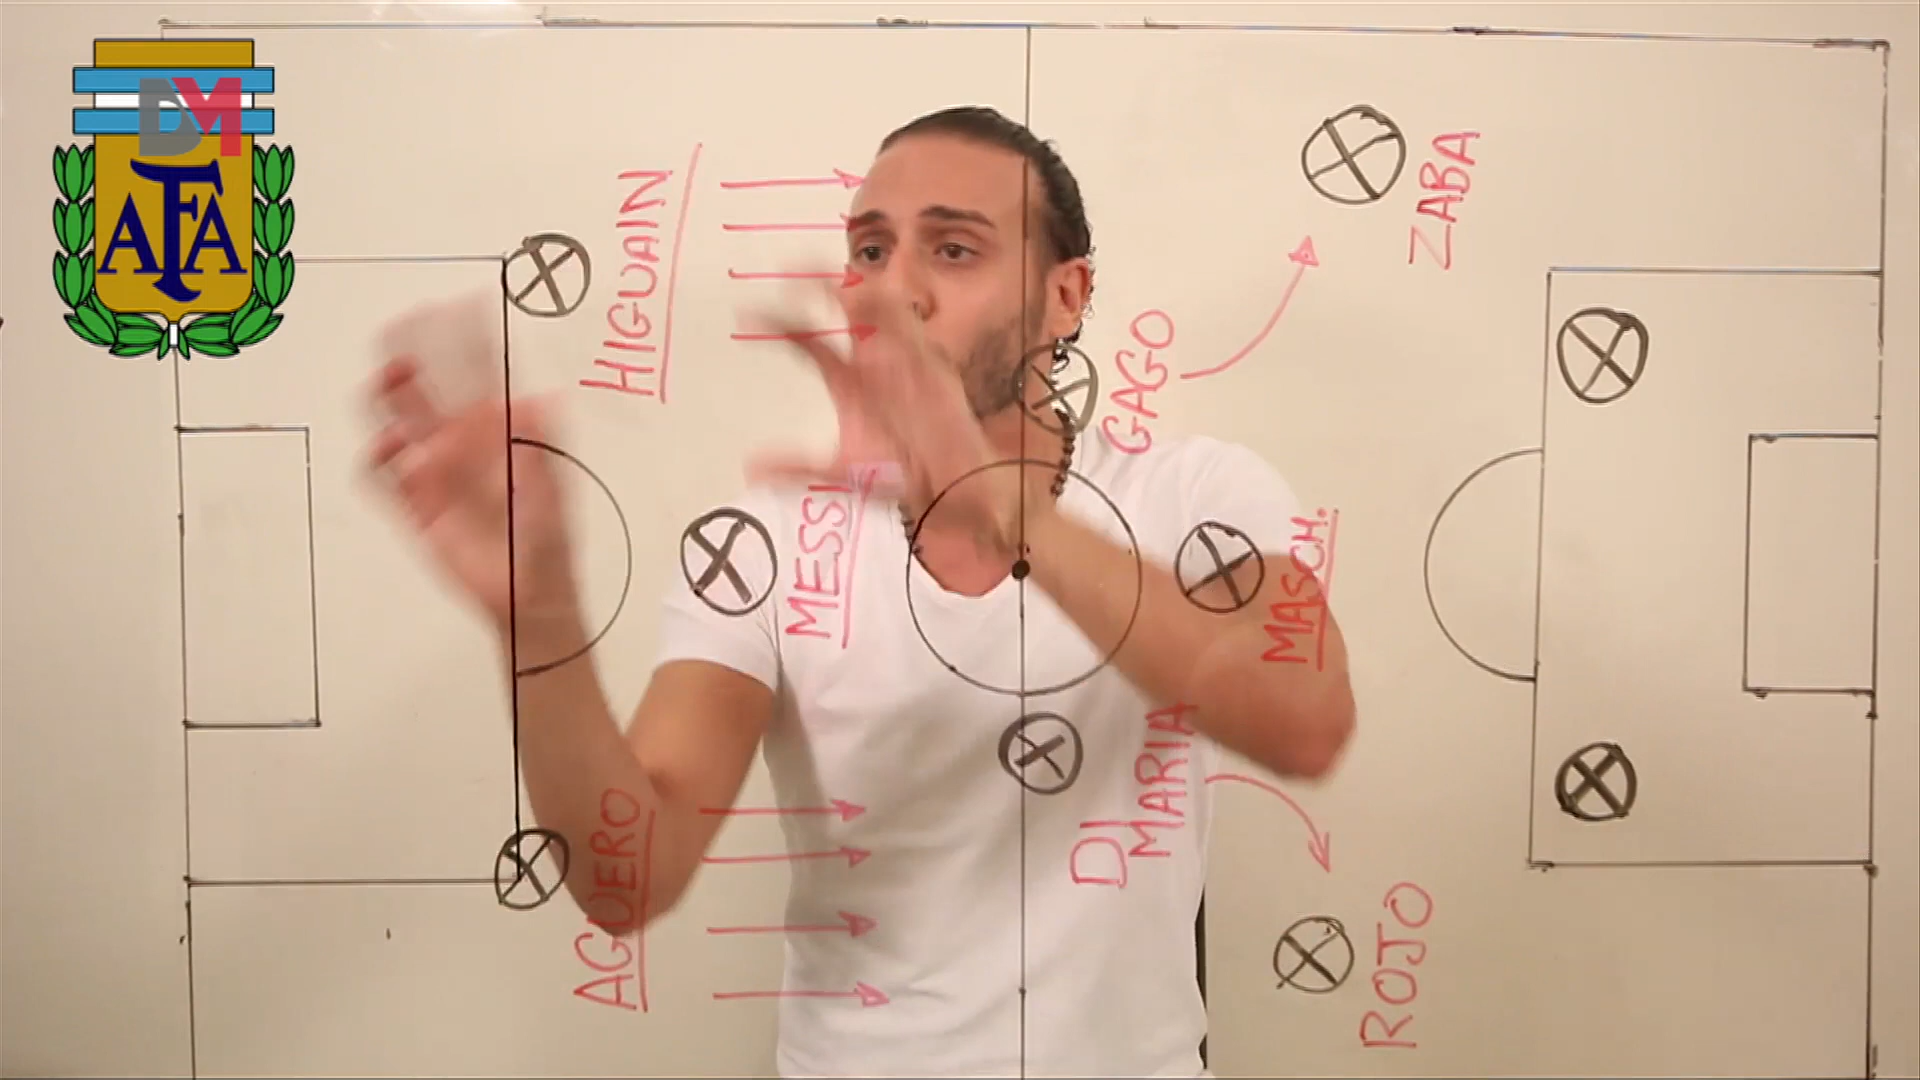 DM
AFA
HIGUAIN
ZABA
GAGO
MESSI
MASCH.
DI
MARIA
AGUERO
ROJO